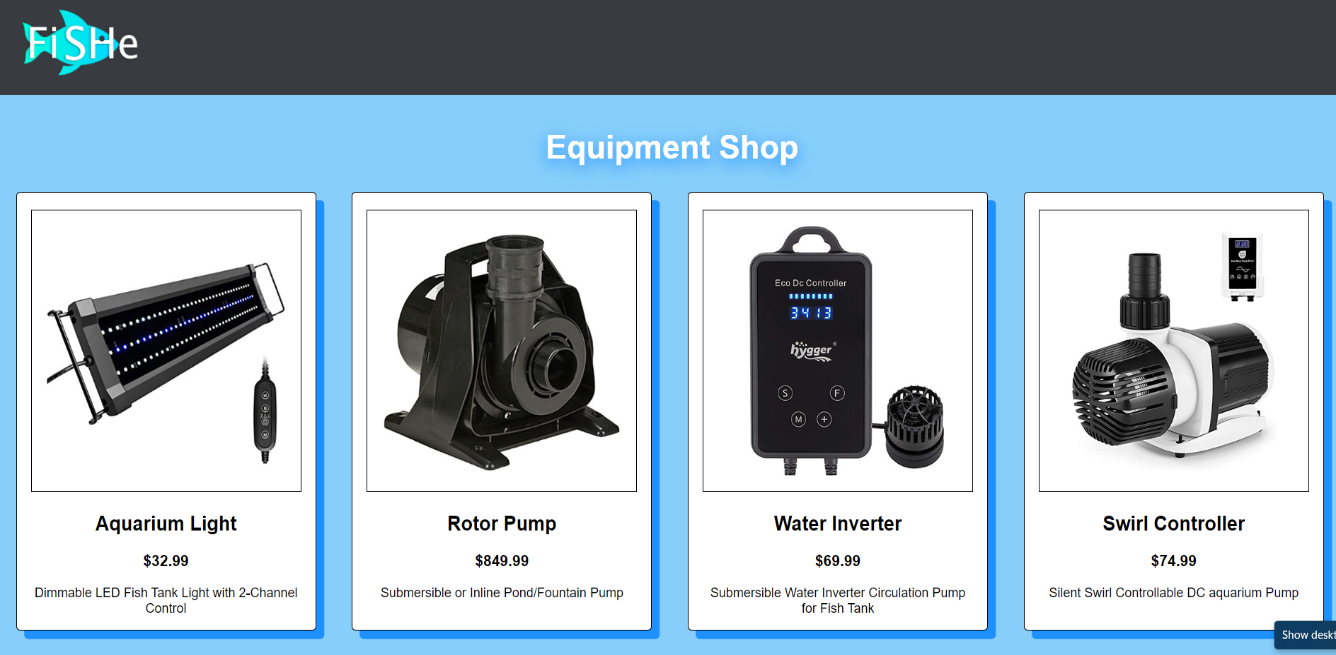 FiSHe
Equipment Shop
Eco Dc Controller
3413
hygger
S
F
M
+
Aquarium Light
$32.99
Dimmable LED Fish Tank Light with 2-Channel
Control
Rotor Pump
$849.99
Submersible or Inline Pond/Fountain Pump
Water Inverter
$69.99
Submersible Water Inverter Circulation Pump
for Fish Tank
Swirl Controller
$74.99
Silent Swirl Controllable DC aquarium Pump
Show deskt